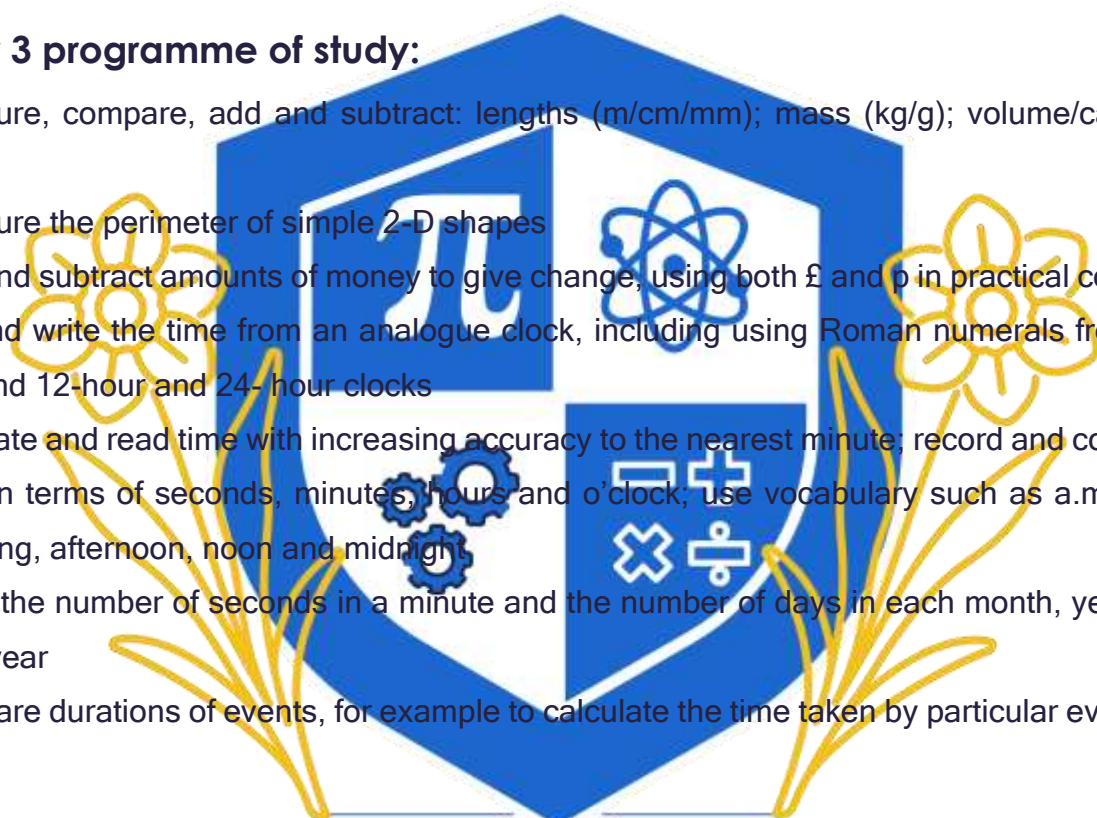 3 programme of study:
ure, compare, add and subtract: lengths (m/cm/mm); mass (kg/g); volume/ca
ure the perimeter of simple 2-D shapes
nd subtract amounts of money to give change, using both £ and p in practical co
nd write the time from an analogue clock, including using Roman numerals fr
nd 12-hour and 24- hour clocks
ate and read time with increasing accuracy to the nearest minute; record and co
n terms of seconds, minutes, hours and o’clock; use vocabulary such as a.m
ng, afternoon, noon and midnight
the number of seconds in a minute and the number of days in each month, ye
year
are durations of events, for example to calculate the time taken by particular ev
π